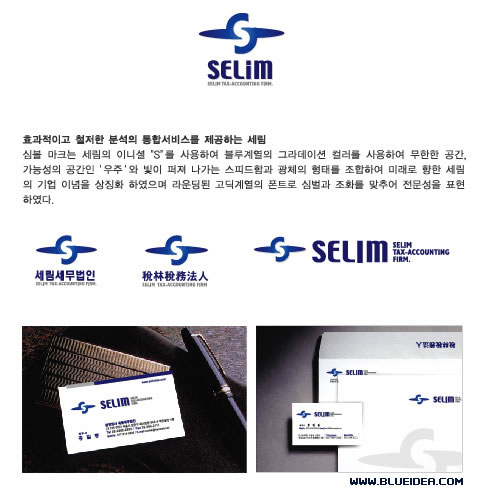 SELiM
SELIM TAX-ACCOUNTING FIRM.
효과적이고 철저한 분석의 통합서비스를 제공하는 세림
심볼 마크는 세림의 이니셜 "S"를 사용하여 블루계열의 그라데이션 컬러를 사용하여 무한한 공간,
가능성의 공간인 '우주'와 빛이 퍼져 나가는 스피드함과 광체의 형태를 조합하여 미래로 향한 세림
의 기업 이념을 상징화 하였으며 라운딩된 고딕계열의 폰트로 심벌과 조화를 맞추어 전문성을 표현
하였다.
세림세무법인
SELIM TAX-ACCOUNTING FIRM
稅林稅務法人
SELIM TAX-ACCOUNTING FIRM
SELIM
SELIM
TAX-ACCOUNTING
FIRM.
SELIM
稅林稅務法人
SELIM
SELIM
WWW.BLUEIDEA.COM